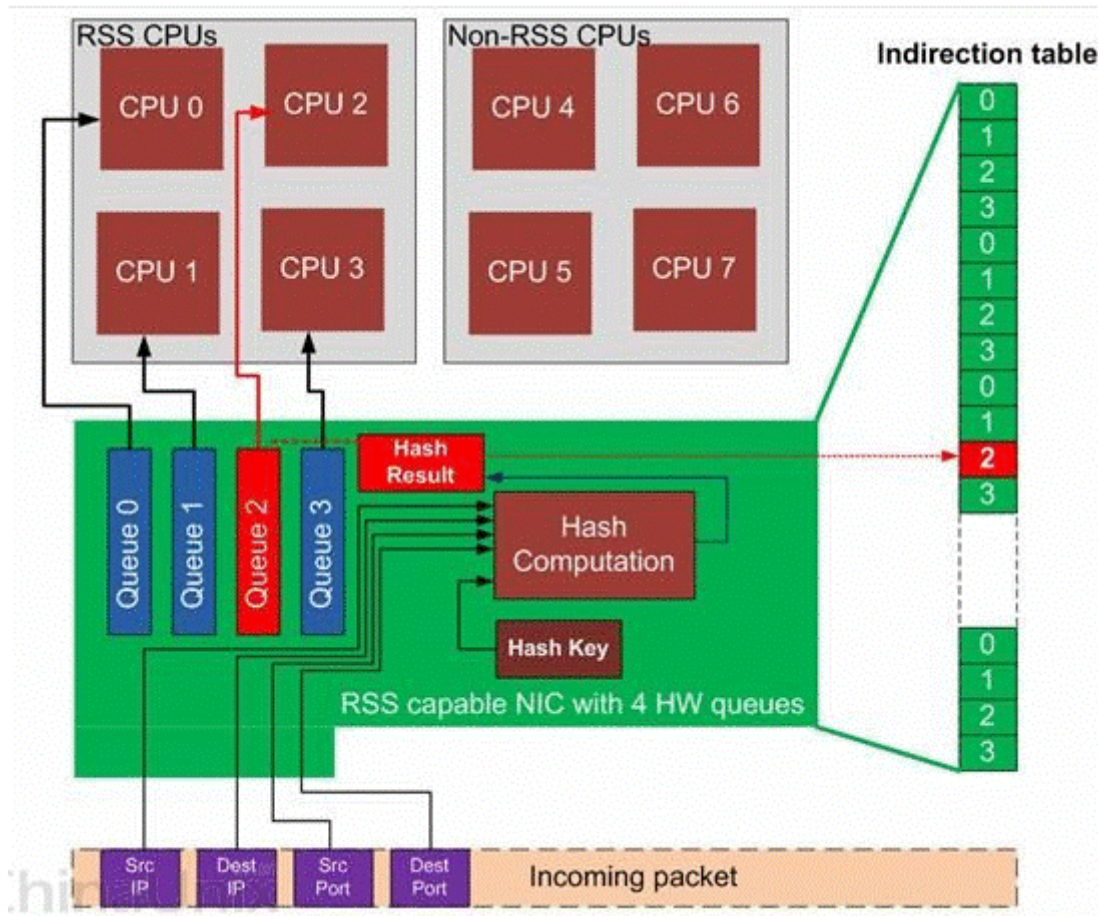 RSS CPUs
Non-RSS CPUs
Indirection table
CPU 0
CPU 2
CPU 4
CPU 6
CPU 1
CPU 3
CPU 5
CPU 7
0
1
2
3
0
1
2
3
0
1
2
3
0
1
2
3
Queue 0
Queue 1
Queue 2
Queue 3
Hash
Result
Hash
Computation
Hash Key
RSS capable NIC with 4 HW queues
Src
IP
Dest
IP
Src
Port
Dest
Port
Incoming packet
ChinaUnix